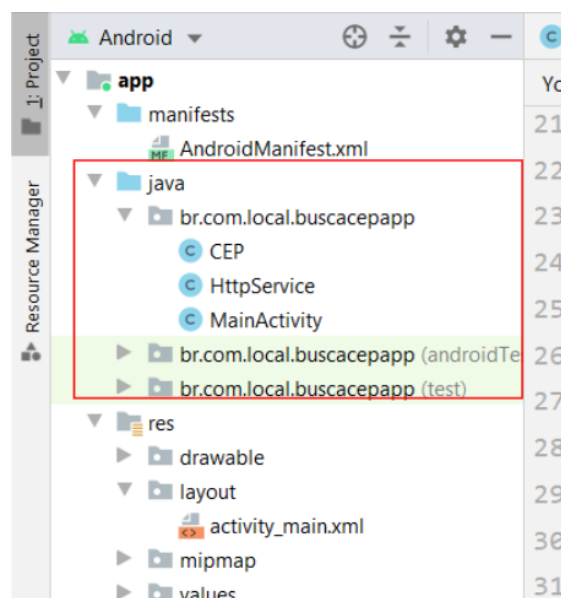 1: Project
Resource Manager
Android
app
manifests
MF
AndroidManifest.xml
java
br.com.local.buscacepapp
C CEP
C HttpService
C MainActivity
br.com.local.buscacepapp (androidTe
br.com.local.buscacepapp (test)
res
drawable
layout
activity_main.xml
mipmap
values
C
Yo
21
22
23
24
25
26
27
28
29
30
31